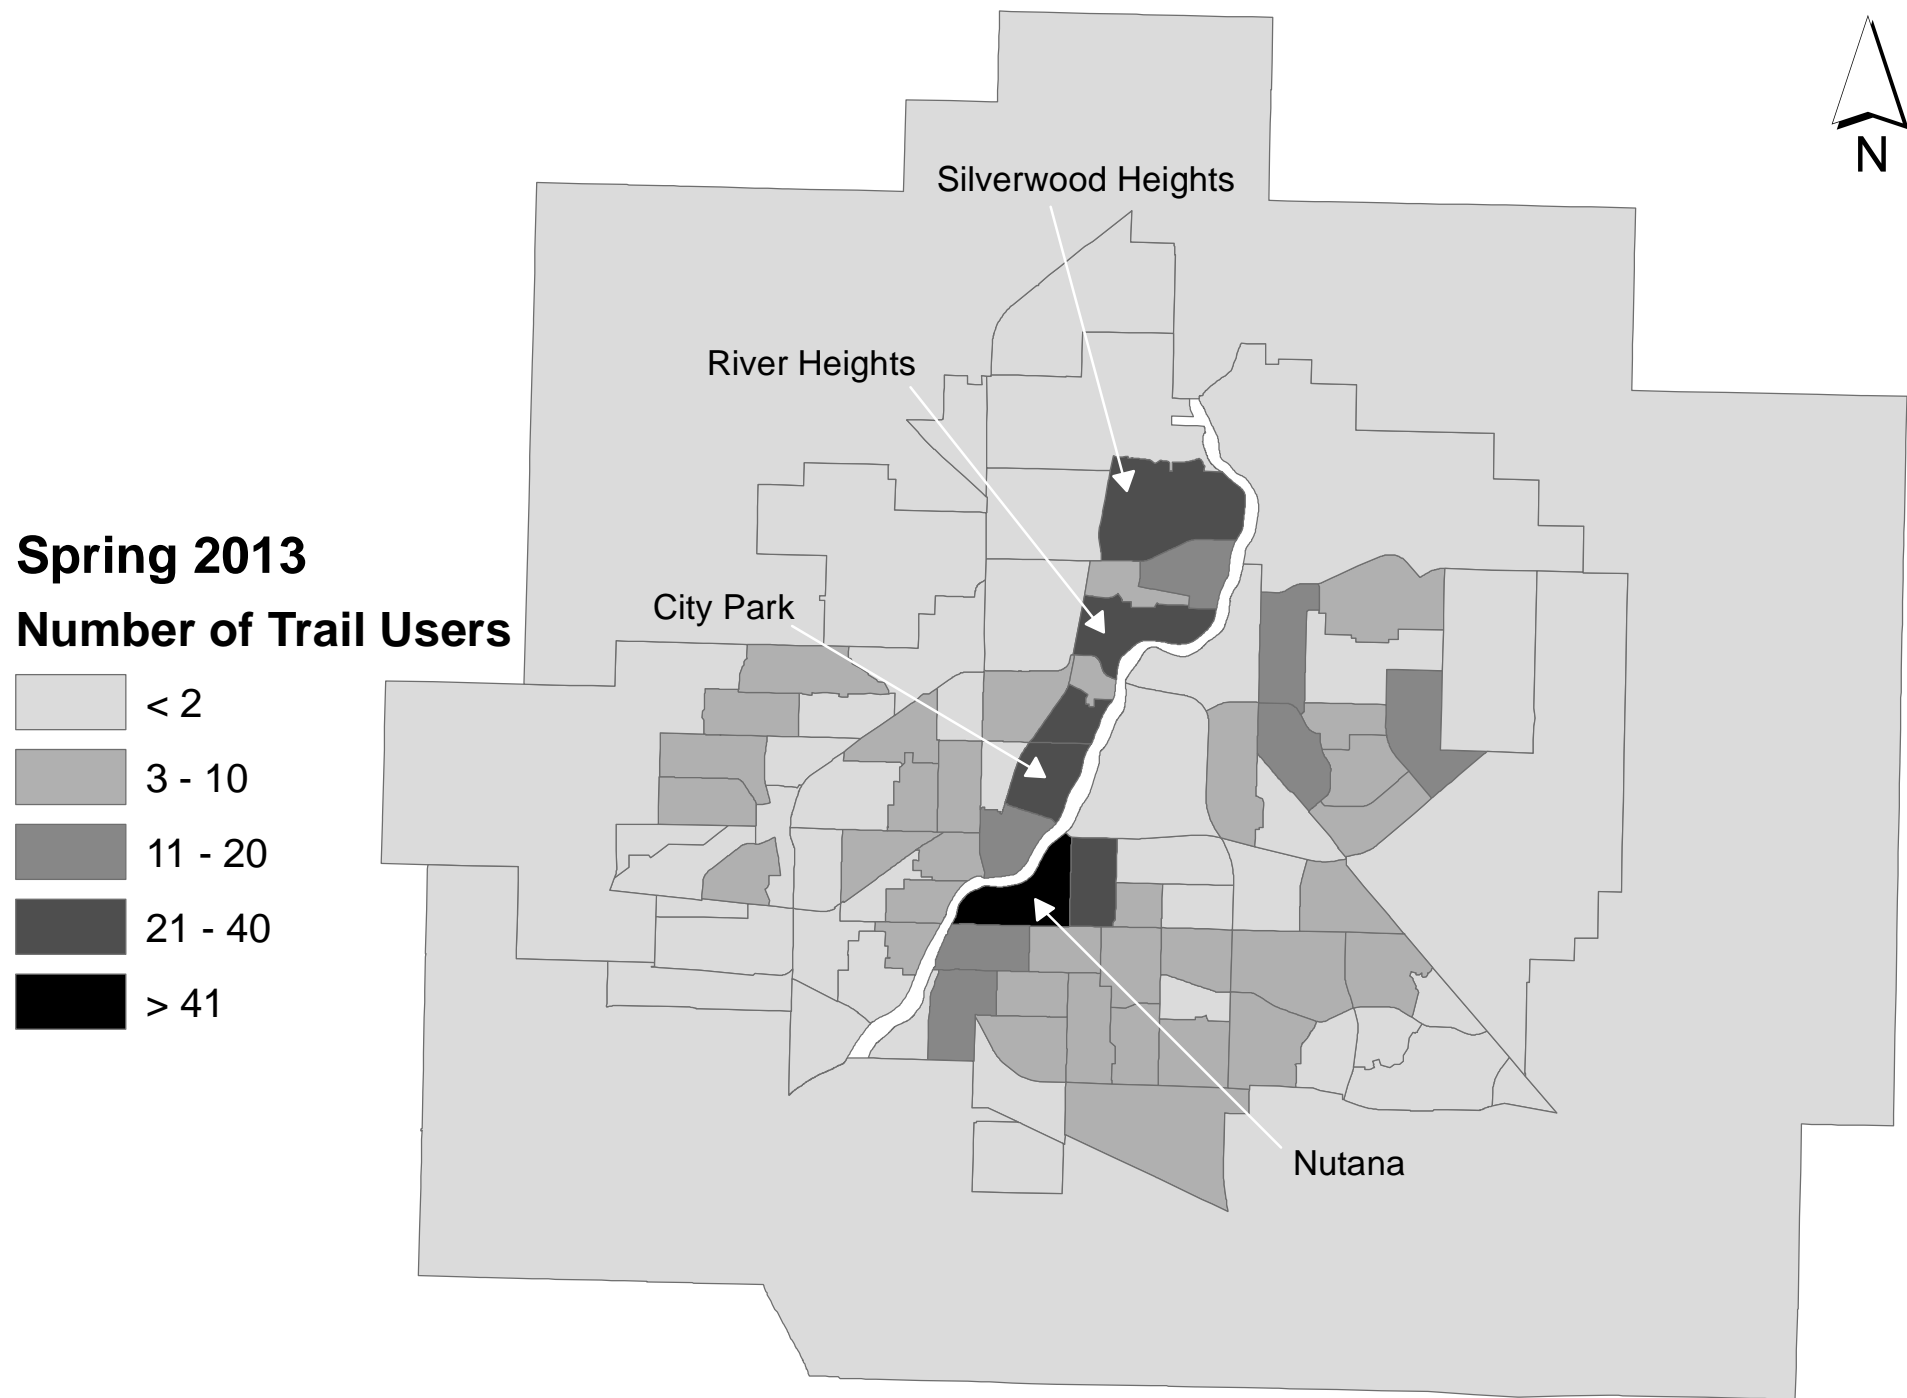 N
Silverwood Heights
River Heights
Spring 2013
Number of Trail Users
City Park
< 2
3 - 10
11 - 20
21 - 40
> 41
Nutana